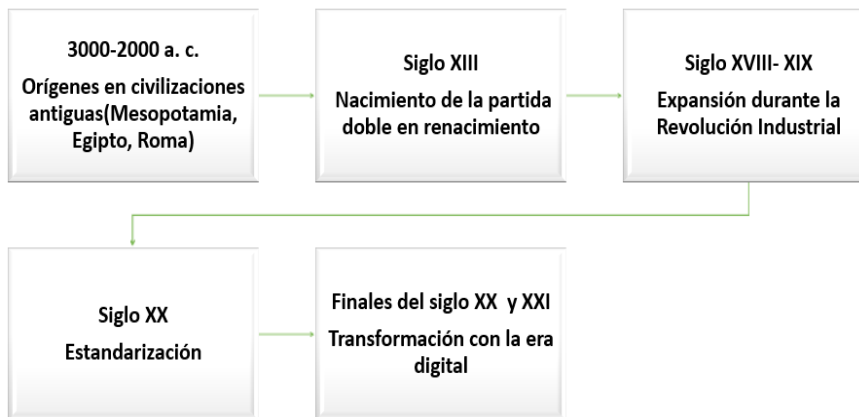 3000-2000 a. c.
Orígenes en civilizaciones
antiguas(Mesopotamia,
Egipto, Roma)
Siglo XIII
Nacimiento de la partida
doble en renacimiento
Siglo XVIII- XIX
Expansión durante la
Revolución Industrial
Siglo XX
Estandarización
Finales del siglo XX y XXI
Transformación con la era
digital